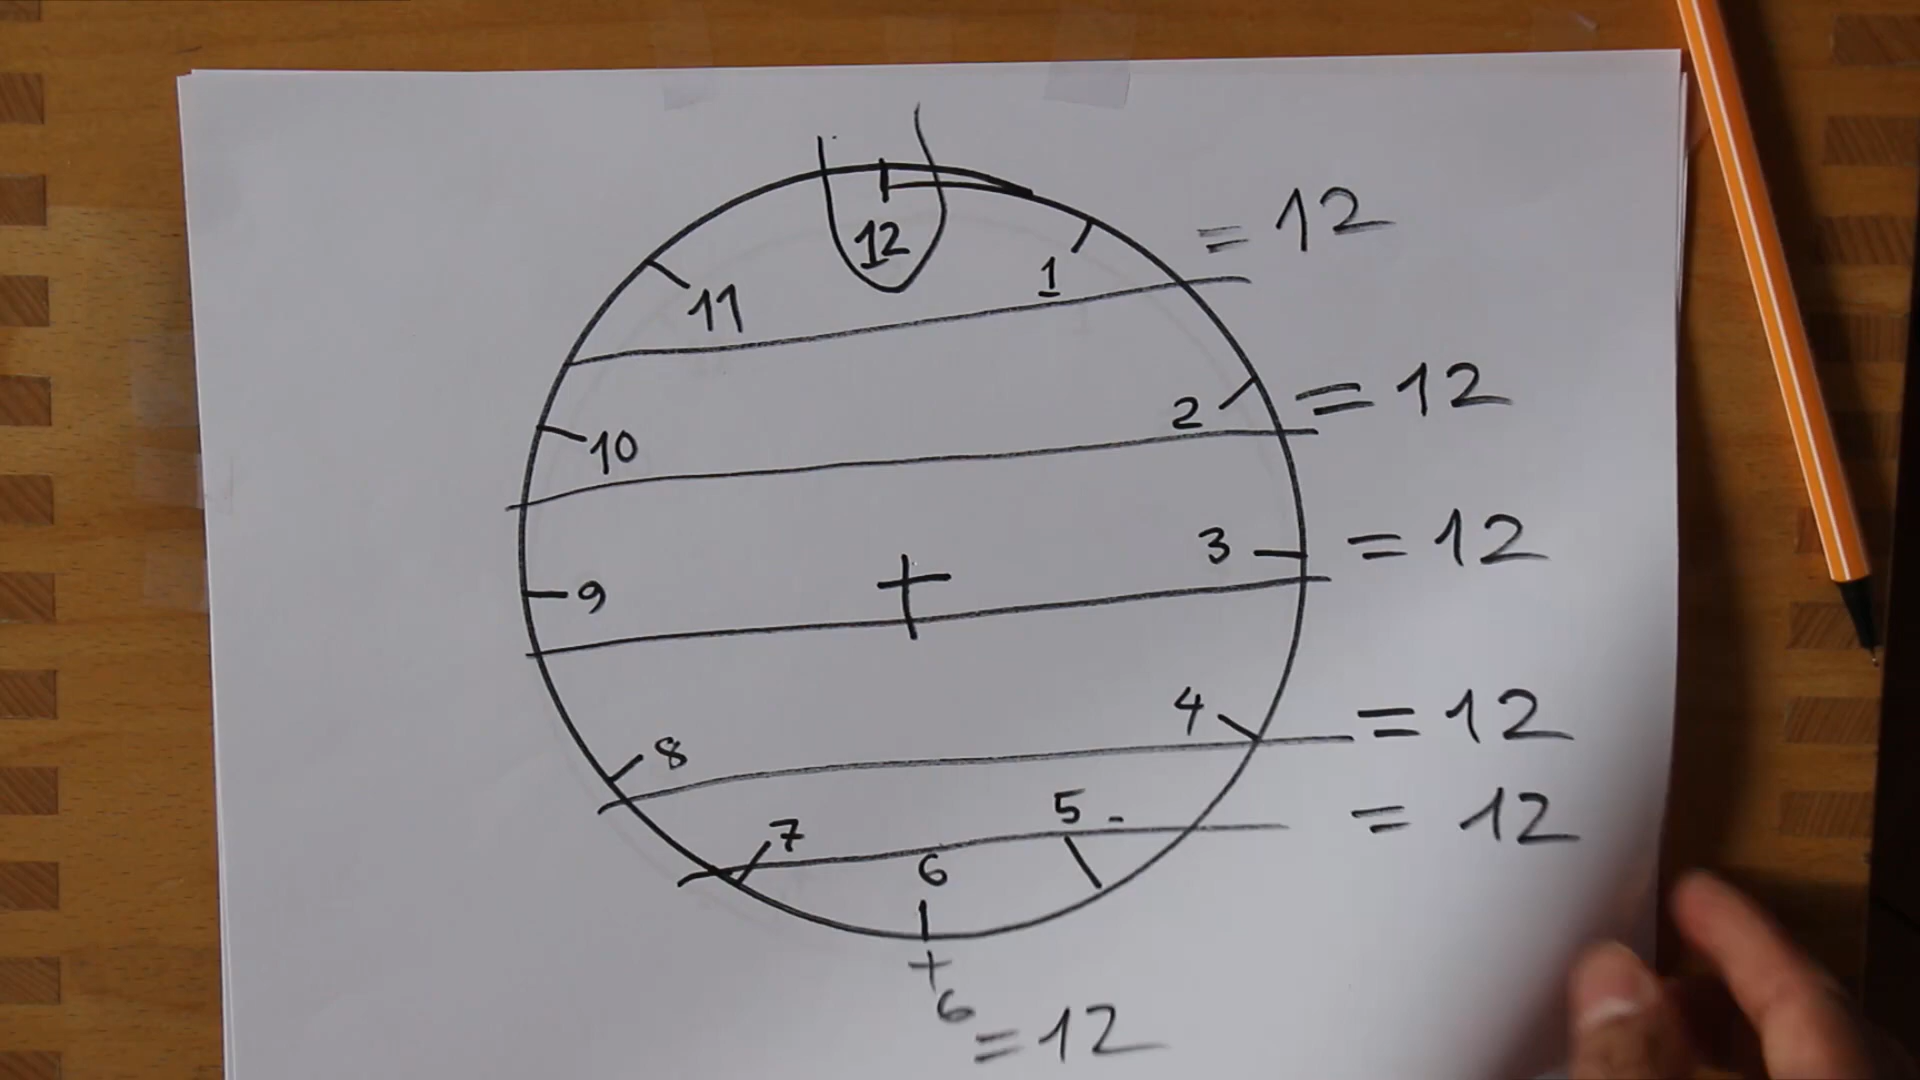 12
11 1 = 12
10 2 = 12
9 + 3 = 12
8 4 = 12
7 5 = 12
6
+
6
= 12